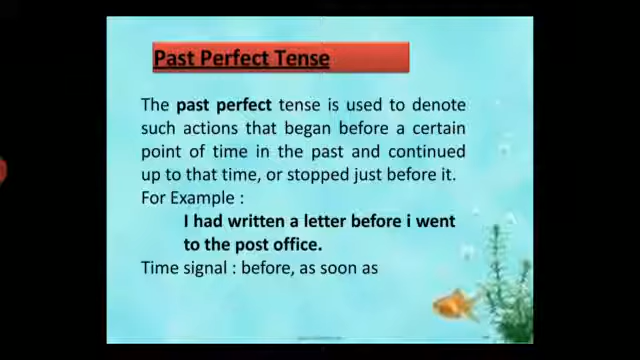 Past Perfect Tense
The past perfect tense is used to denote
such actions that began before a certain
point of time in the past and continued
up to that time, or stopped just before it.
For Example :
I had written a letter before i went
to the post office.
Time signal : before, as soon as